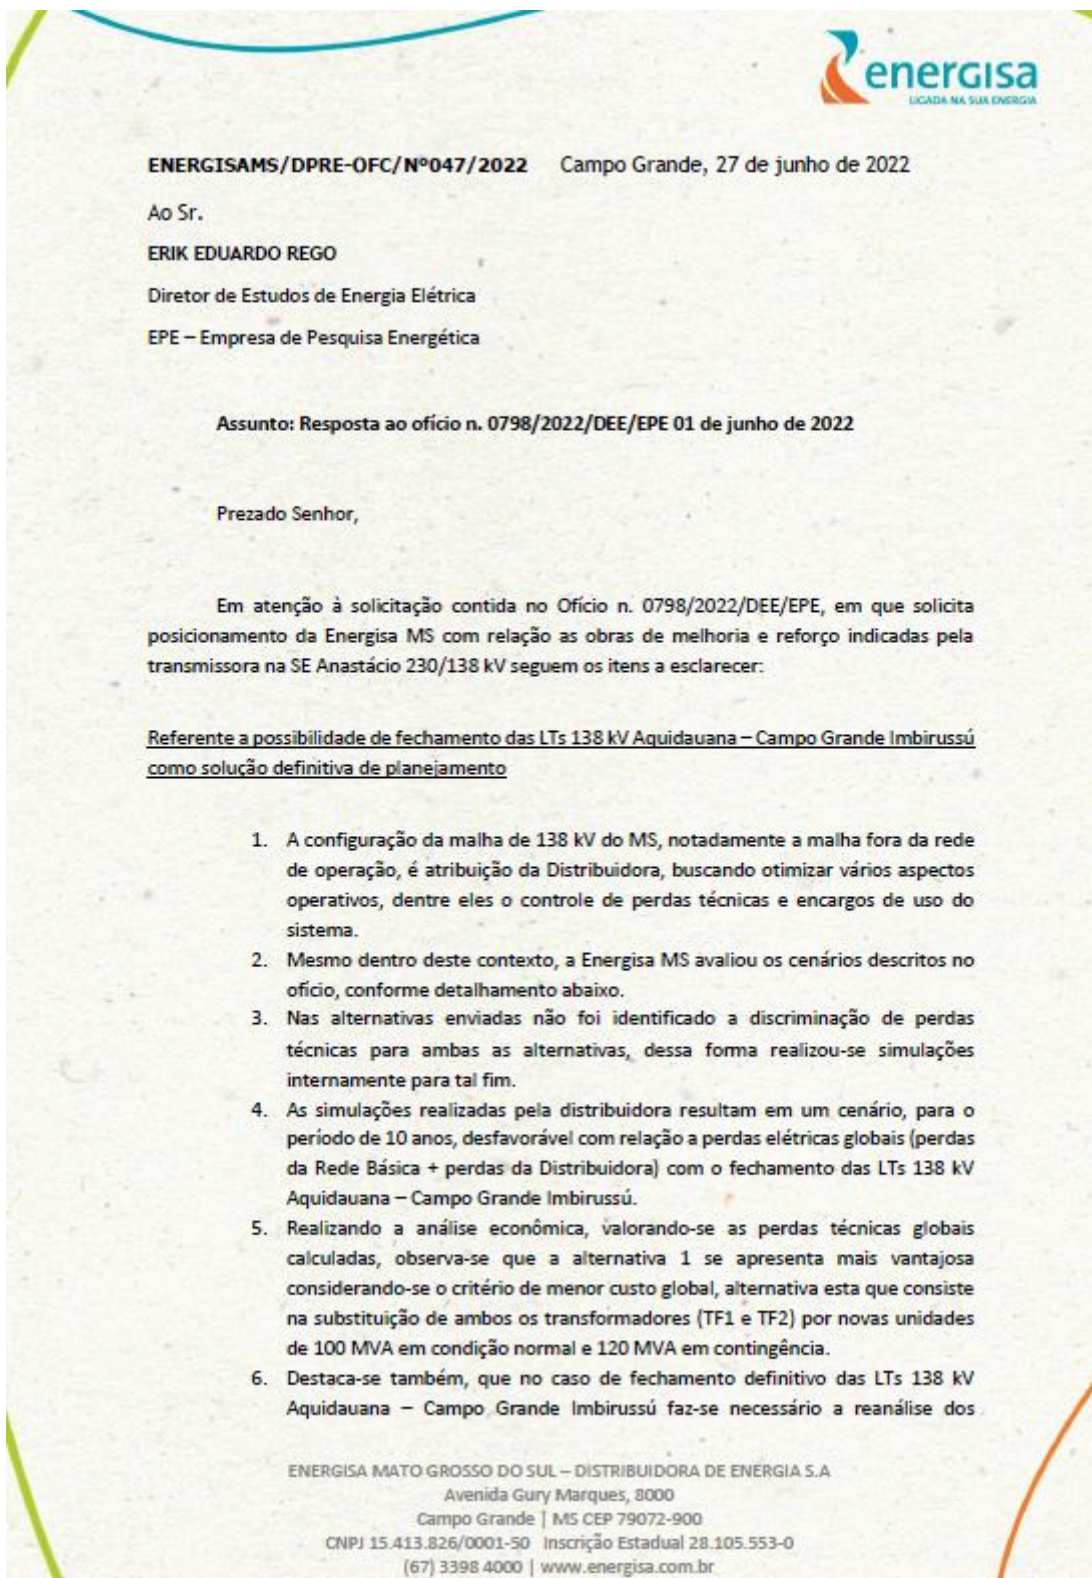 energisa
LIGADA NA SUA ENERGIA
ENERGISAMS/DPRE-OFC/Nº047/2022 Campo Grande, 27 de junho de 2022
Ao Sr.
ERIK EDUARDO REGO
Diretor de Estudos de Energia Elétrica
EPE – Empresa de Pesquisa Energética
Assunto: Resposta ao ofício n. 0798/2022/DEE/EPE 01 de junho de 2022
Prezado Senhor,
Em atenção à solicitação contida no Ofício n. 0798/2022/DEE/EPE, em que solicita
posicionamento da Energisa MS com relação as obras de melhoria e reforço indicadas pela
transmissora na SE Anastácio 230/138 kV seguem os itens a esclarecer:
Referente a possibilidade de fechamento das LTs 138 kV Aquidauana – Campo Grande Imbirussú
como solução definitiva de planejamento
1. A configuração da malha de 138 kV do MS, notadamente a malha fora da rede
de operação, é atribuição da Distribuidora, buscando otimizar vários aspectos
operativos, dentre eles o controle de perdas técnicas e encargos de uso do
sistema.
2. Mesmo dentro deste contexto, a Energisa MS avaliou os cenários descritos no
ofício, conforme detalhamento abaixo.
3. Nas alternativas enviadas não foi identificado a discriminação de perdas
técnicas para ambas as alternativas, dessa forma realizou-se simulações
internamente para tal fim.
4. As simulações realizadas pela distribuidora resultam em um cenário, para o
período de 10 anos, desfavorável com relação a perdas elétricas globais (perdas
da Rede Básica + perdas da Distribuidora) com o fechamento das LTs 138 kV
Aquidauana – Campo Grande Imbirussú.
5. Realizando a análise econômica, valorando-se as perdas técnicas globais
calculadas, observa-se que a alternativa 1 se apresenta mais vantajosa
considerando-se o critério de menor custo global, alternativa esta que consiste
na substituição de ambos os transformadores (TF1 e TF2) por novas unidades
de 100 MVA em condição normal e 120 MVA em contingência.
6. Destaca-se também, que no caso de fechamento definitivo das LTs 138 kV
Aquidauana – Campo Grande Imbirussú faz-se necessário a reanálise dos
ENERGISA MATO GROSSO DO SUL – DISTRIBUIDORA DE ENERGIA S.A
Avenida Gury Marques, 8000
Campo Grande | MS CEP 79072-900
CNPJ 15.413.826/0001-50 Inscrição Estadual 28.105.553-0
(67) 3398 4000 | www.energisa.com.br